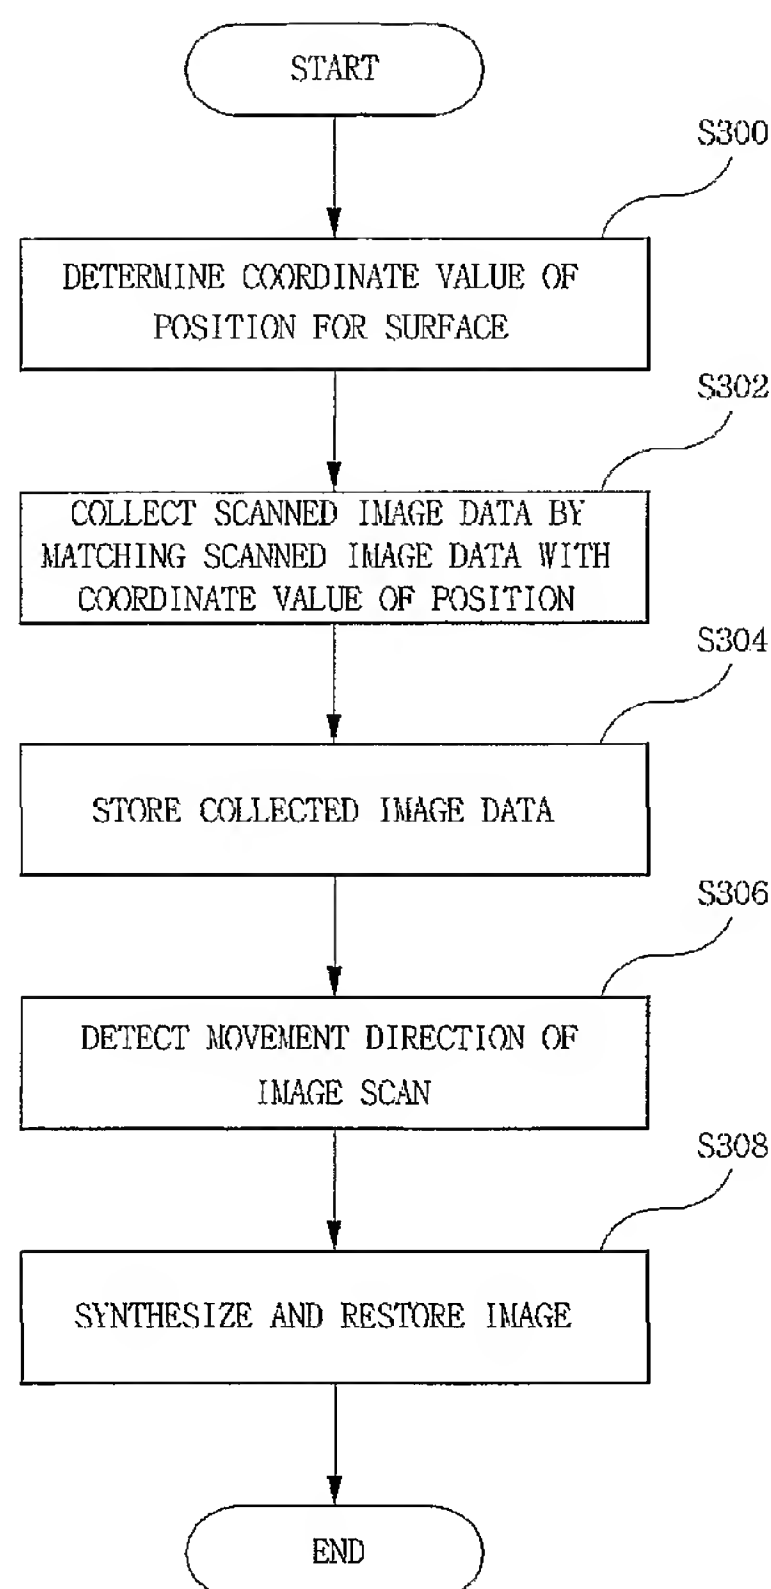 START
S300
DETERMINE COORDINATE VALUE OF
POSITION FOR SURFACE
S302
COLLECT SCANNED IMAGE DATA BY
MATCHING SCANNED IMAGE DATA WITH
COORDINATE VALUE OF POSITION
S304
STORE COLLECTED IMAGE DATA
S306
DETECT MOVEMENT DIRECTION OF
IMAGE SCAN
S308
SYNTHESIZE AND RESTORE IMAGE
END